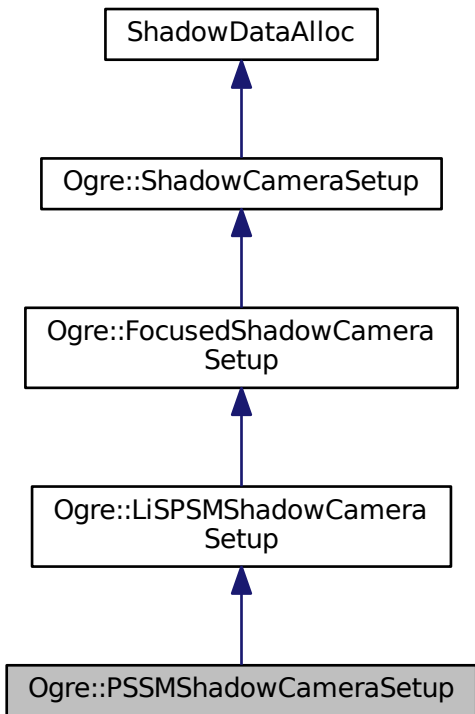 ShadowDataAlloc
Ogre::ShadowCameraSetup
Ogre::FocusedShadowCamera
Setup
Ogre::LiSPSMShadowCamera
Setup
Ogre::PSSMShadowCameraSetup